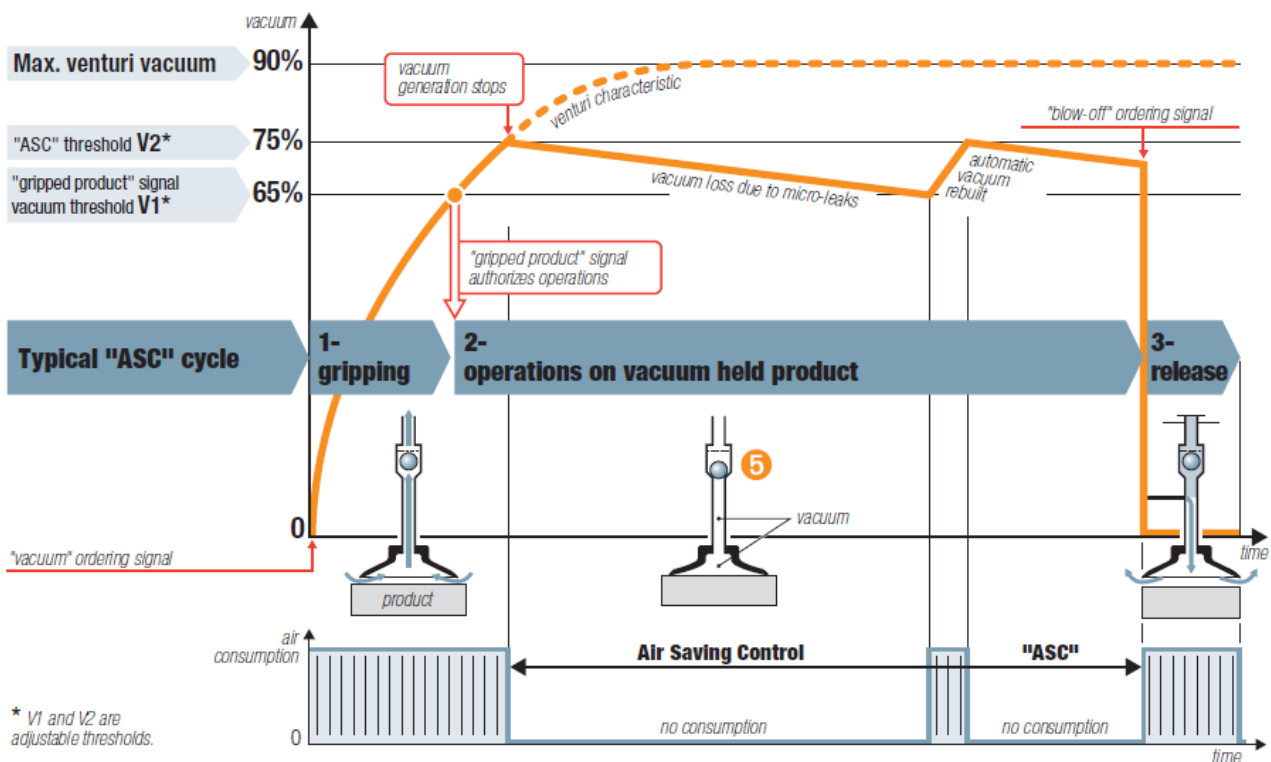 vacuum
Max. venturi vacuum
90%
vacuum
generation stops
venturi characteristic
"blow-off" ordering signal
"ASC" threshold V2*
75%
"gripped product" signal
vacuum threshold V1*
65%
vacuum loss due to micro-leaks
automatic
vacuum
rebuilt
"gripped product" signal
authorizes operations
Typical "ASC" cycle
1-
gripping
2-
operations on vacuum held product
3-
release
5
0
vacuum
time
"vacuum" ordering signal
product
air
consumption
Air Saving Control
"ASC"
* V1 and V2 are
adjustable thresholds.
0
no consumption
no consumption
time